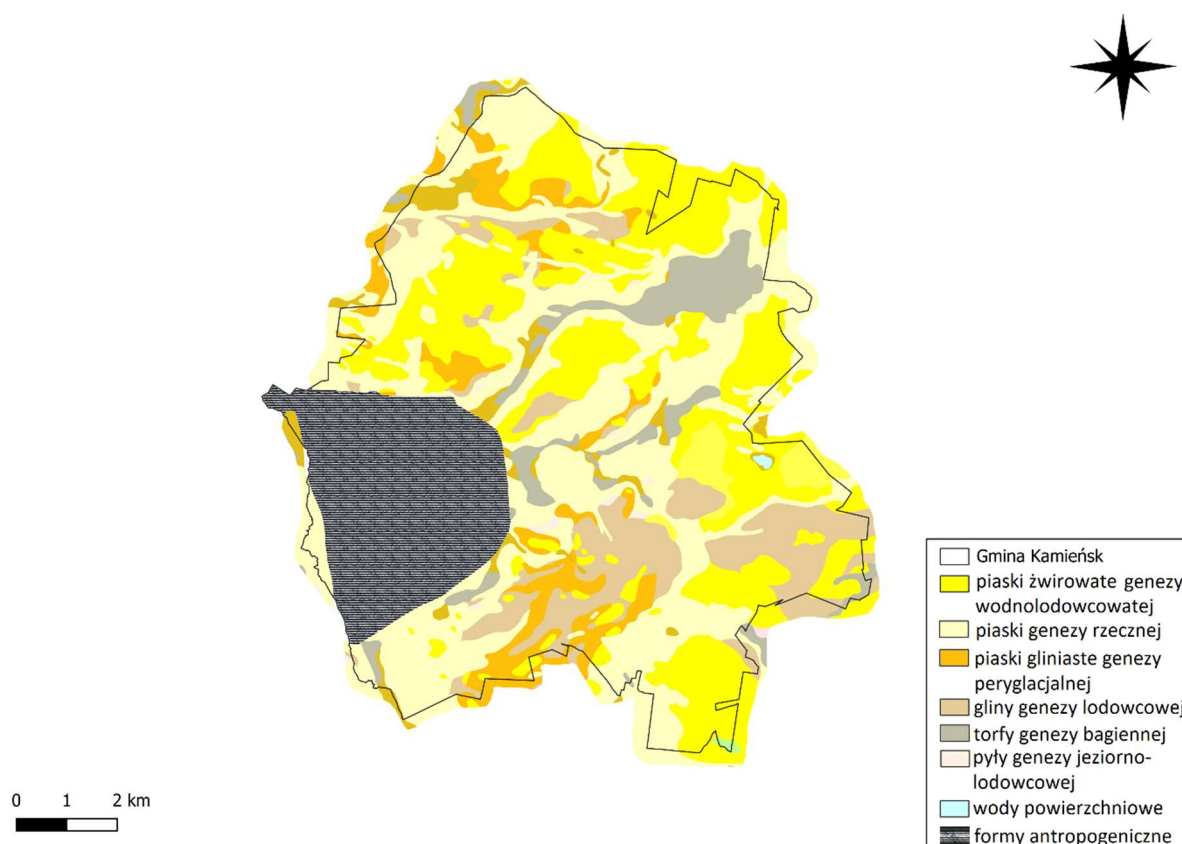 Gmina Kamieńsk
piaski żwirowate genezy
wodnolodowcowatej
piaski genezy rzecznej
piaski gliniaste genezy
peryglacjalnej
gliny genezy lodowcowej
torfy genezy bagiennej
pyły genezy jeziorno-
lodowcowej
wody powierzchniowe
formy antropogeniczne
0 1 2 km